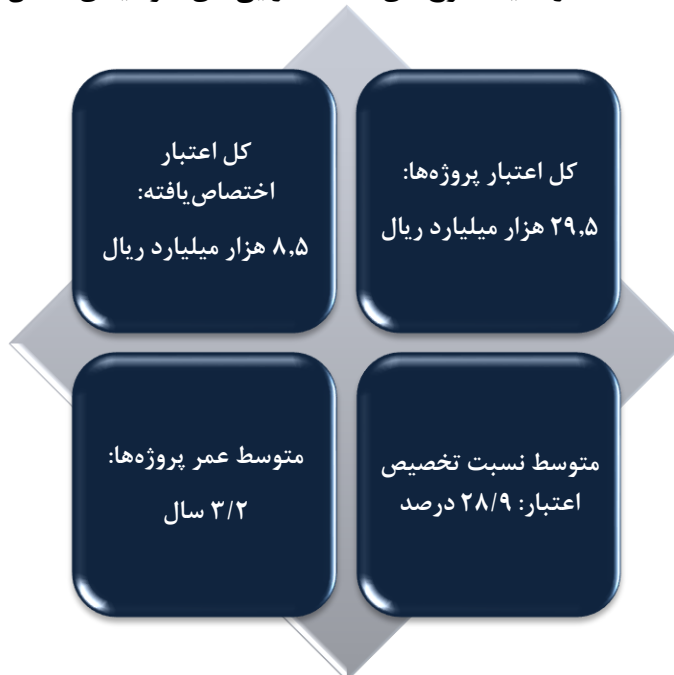 کل اعتبار پروژه‌ها:
۲۹,۵ هزار میلیارد ریال
کل اعتبار
اختصاص‌یافته:
۸,۵ هزار میلیارد ریال
متوسط نسبت تخصیص
اعتبار: ۲۸/۹ درصد
متوسط عمر پروژه‌ها:
۳/۲ سال